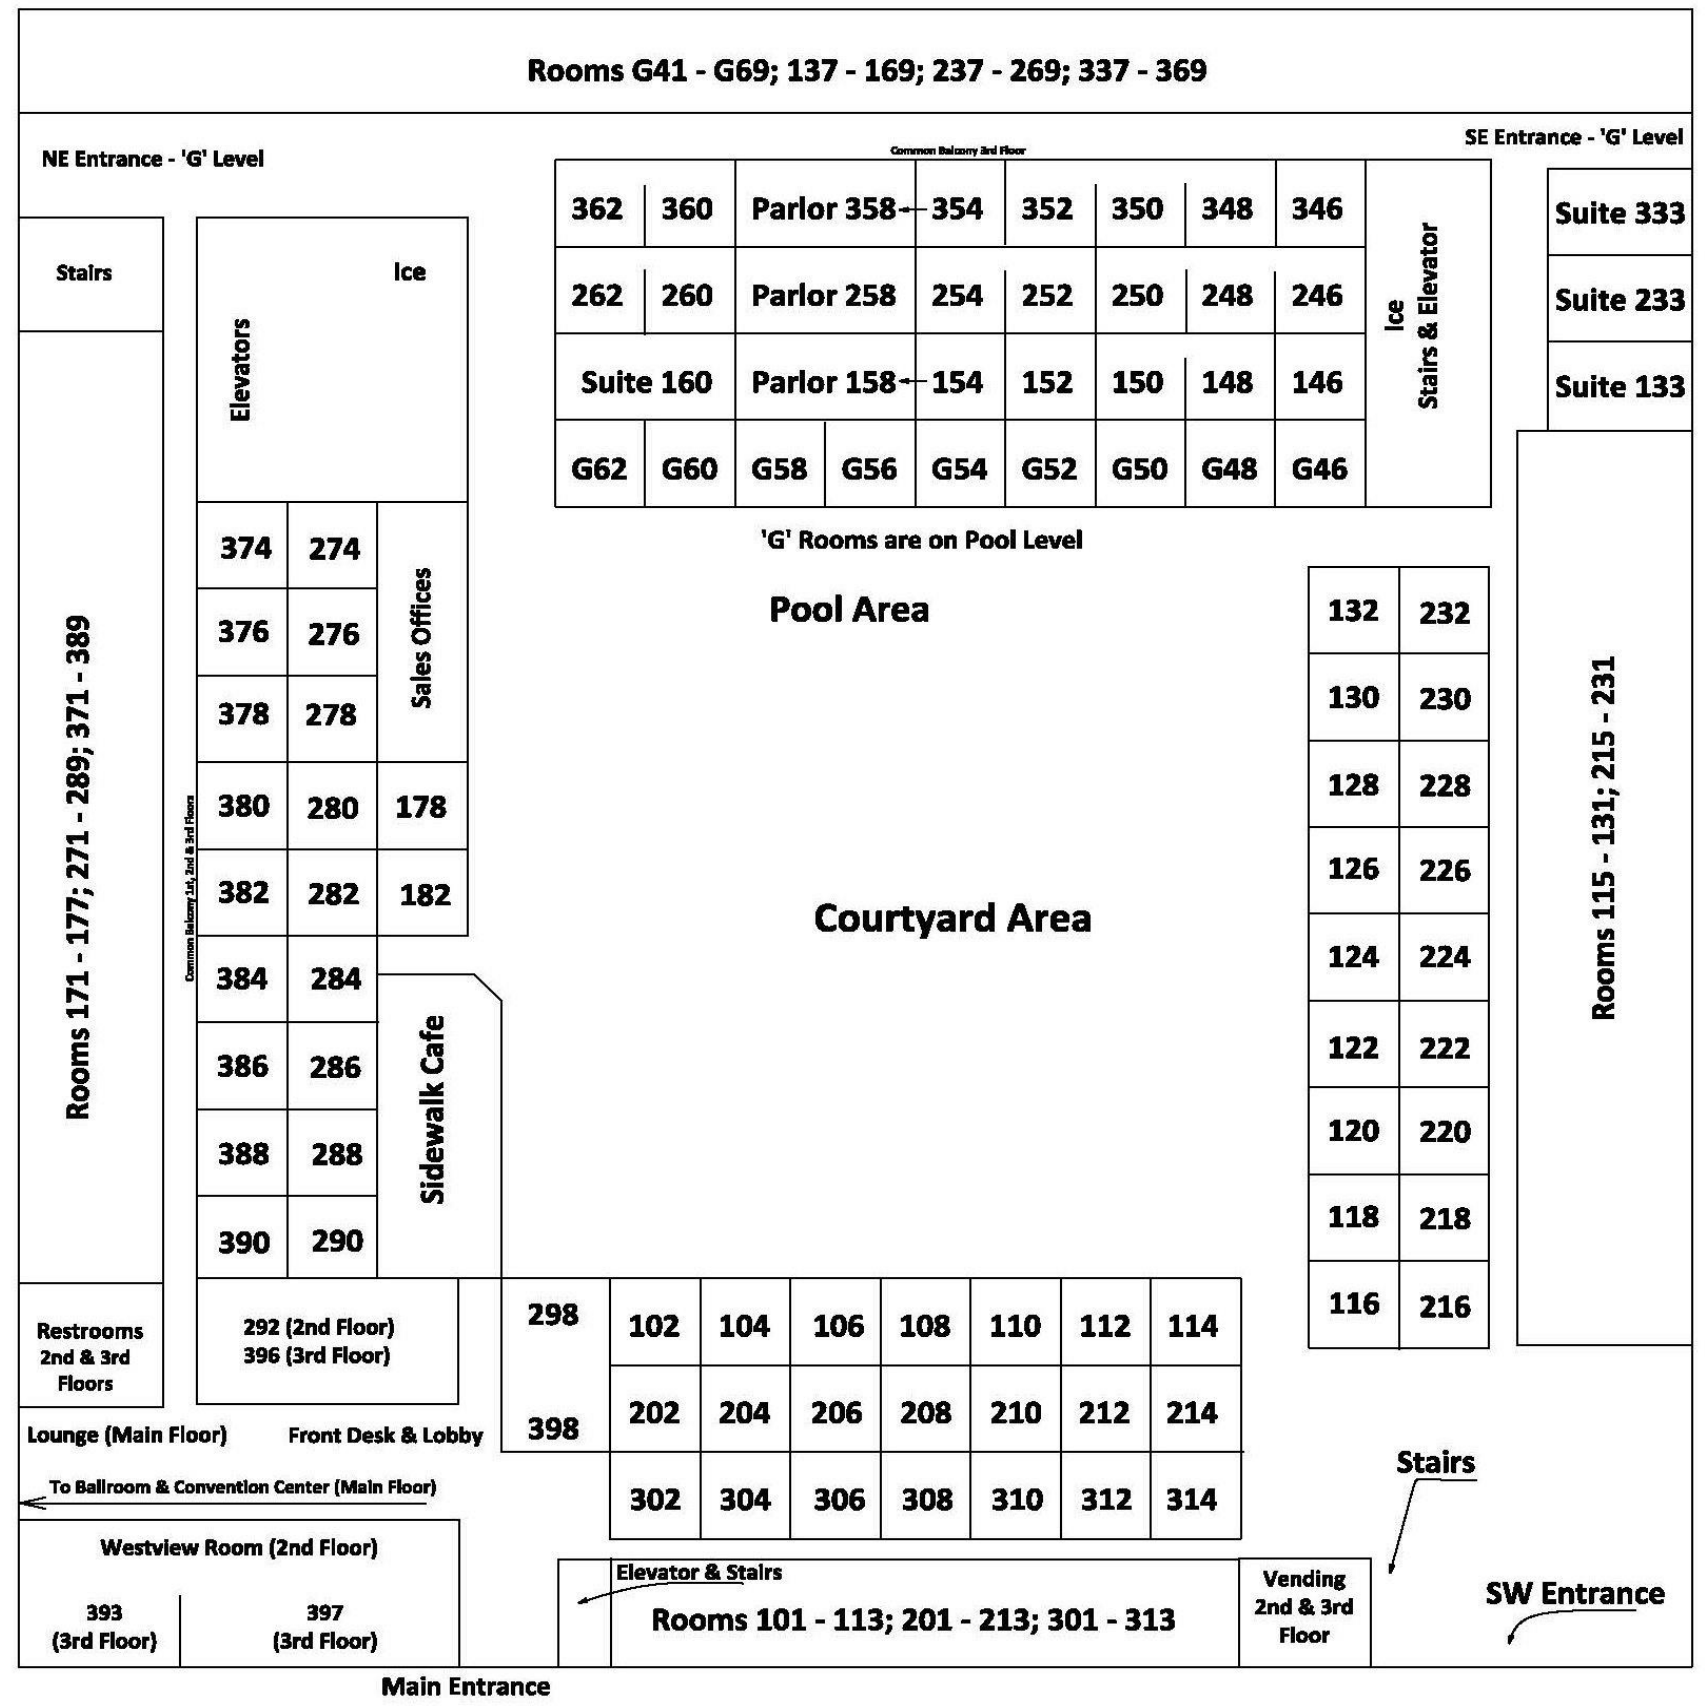 Rooms G41 - G69; 137 - 169; 237 - 269; 337 - 369
NE Entrance - 'G' Level
SE Entrance - 'G' Level
Common Balcony 3rd Floor
362 360 Parlor 358 354 352 350 348 346
262 260 Parlor 258 254 252 250 248 246
Suite 160 Parlor 158 154 152 150 148 146
G62 G60 G58 G56 G54 G52 G50 G48 G46
Ice
Stairs & Elevator
Suite 333
Suite 233
Suite 133
'G' Rooms are on Pool Level
Pool Area
Courtyard Area
Stairs
Rooms 171 - 177; 271 - 289; 371 - 389
Common Balcony 1st, 2nd & 3rd Floors
Elevators
Ice
374 274
376 276
378 278
Sales Offices
380 280 178
382 282 182
384 284
386 286
388 288
390 290
Sidewalk Cafe
132 232
130 230
128 228
126 226
124 224
122 222
120 220
118 218
116 216
Rooms 115 - 131; 215 - 231
Restrooms
2nd & 3rd
Floors
292 (2nd Floor)
396 (3rd Floor)
298
398
102 104 106 108 110 112 114
202 204 206 208 210 212 214
302 304 306 308 310 312 314
Lounge (Main Floor)
Front Desk & Lobby
To Ballroom & Convention Center (Main Floor)
Westview Room (2nd Floor)
393
(3rd Floor)
397
(3rd Floor)
Elevator & Stairs
Rooms 101 - 113; 201 - 213; 301 - 313
Vending
2nd & 3rd
Floor
Stairs
SW Entrance
Main Entrance